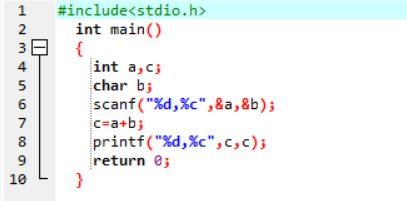 1 #include<stdio.h>
2 int main()
3 {
4 int a,c;
5 char b;
6 scanf("%d,%c",&a,&b);
7 c=a+b;
8 printf("%d,%c",c,c);
9 return 0;
10 }